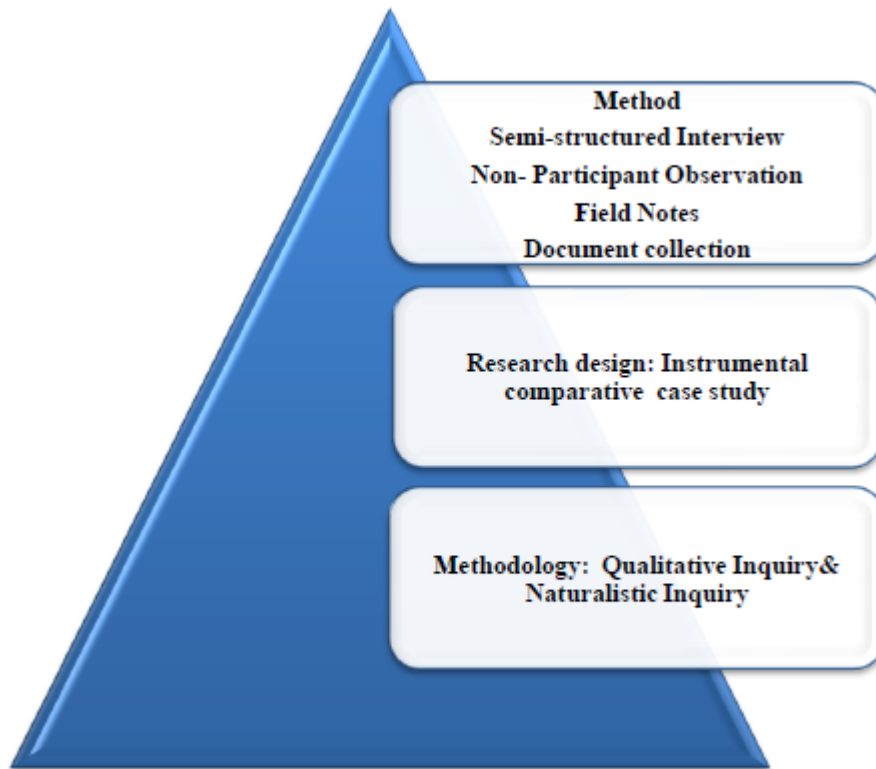 Method
Semi-structured Interview
Non- Participant Observation
Field Notes
Document collection
Research design: Instrumental
comparative case study
Methodology: Qualitative Inquiry&
Naturalistic Inquiry